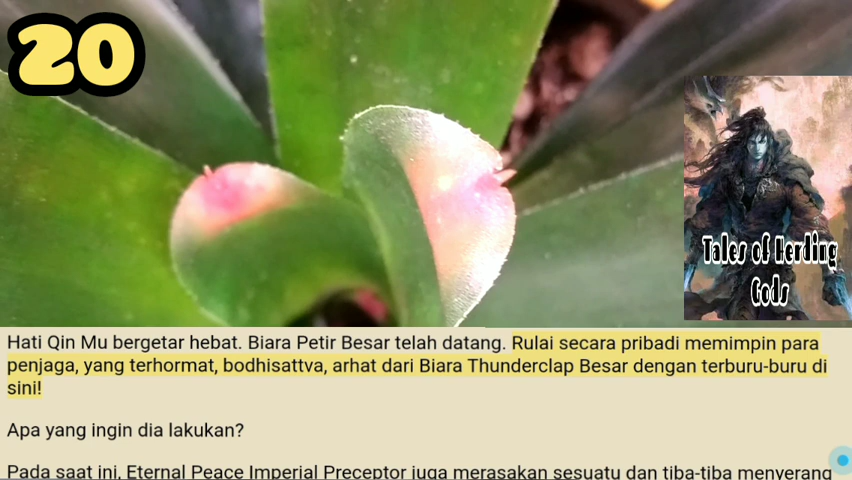 20
Tales of Herding
Gods
Hati Qin Mu bergetar hebat. Biara Petir Besar telah datang. Rulai secara pribadi memimpin para
penjaga, yang terhormat, bodhisattva, arhat dari Biara Thunderclap Besar dengan terburu-buru di
sini!
Apa yang ingin dia lakukan?
Pada saat ini, Eternal Peace Imperial Preceptor juga merasakan sesuatu dan tiba-tiba menyerang